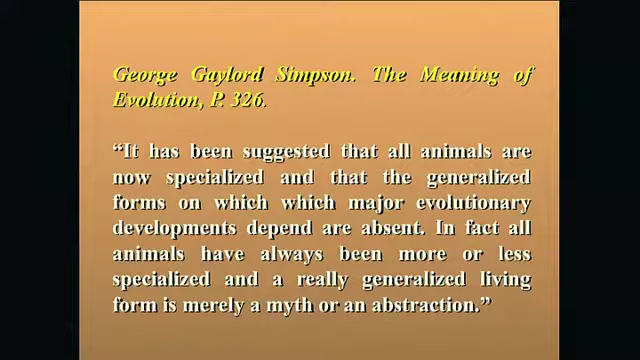 George Gaylord Simpson. The Meaning of
Evolution, P. 326.
“It has been suggested that all animals are
now specialized and that the generalized
forms on which which major evolutionary
developments depend are absent. In fact all
animals have always been more or less
specialized and a really generalized living
form is merely a myth or an abstraction.”